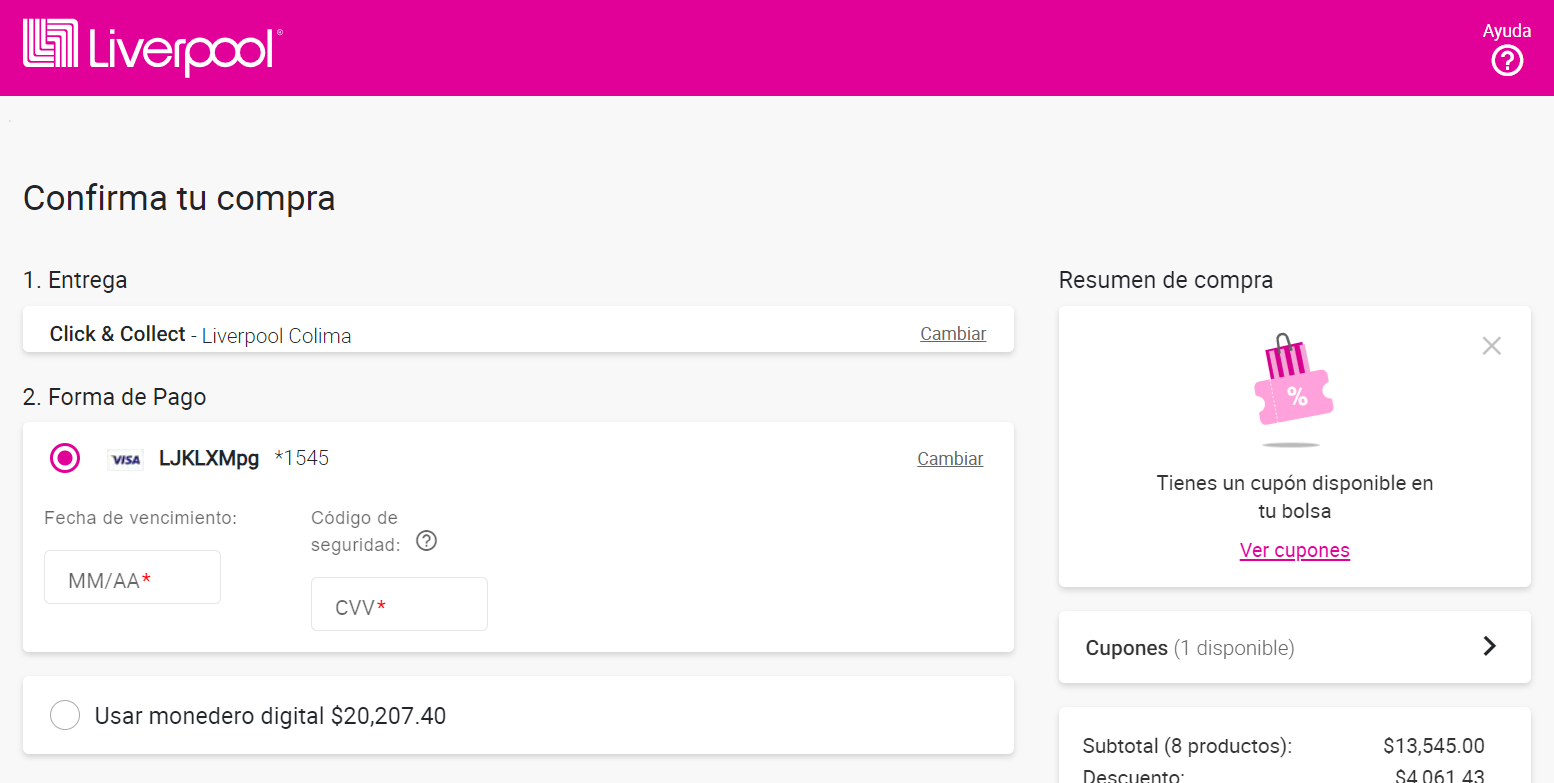 Liverpool®
Ayuda
?
Confirma tu compra
1. Entrega
Click & Collect - Liverpool Colima
Cambiar
2. Forma de Pago
VISA LJKLXMpg *1545
Cambiar
Fecha de vencimiento:
MM/AA*
Código de
seguridad: ?
CVV*
Usar monedero digital $20,207.40
Resumen de compra
%
Tienes un cupón disponible en
tu bolsa
Ver cupones
Cupones (1 disponible)
Subtotal (8 productos): $13,545.00
Descuento: $4,061.43